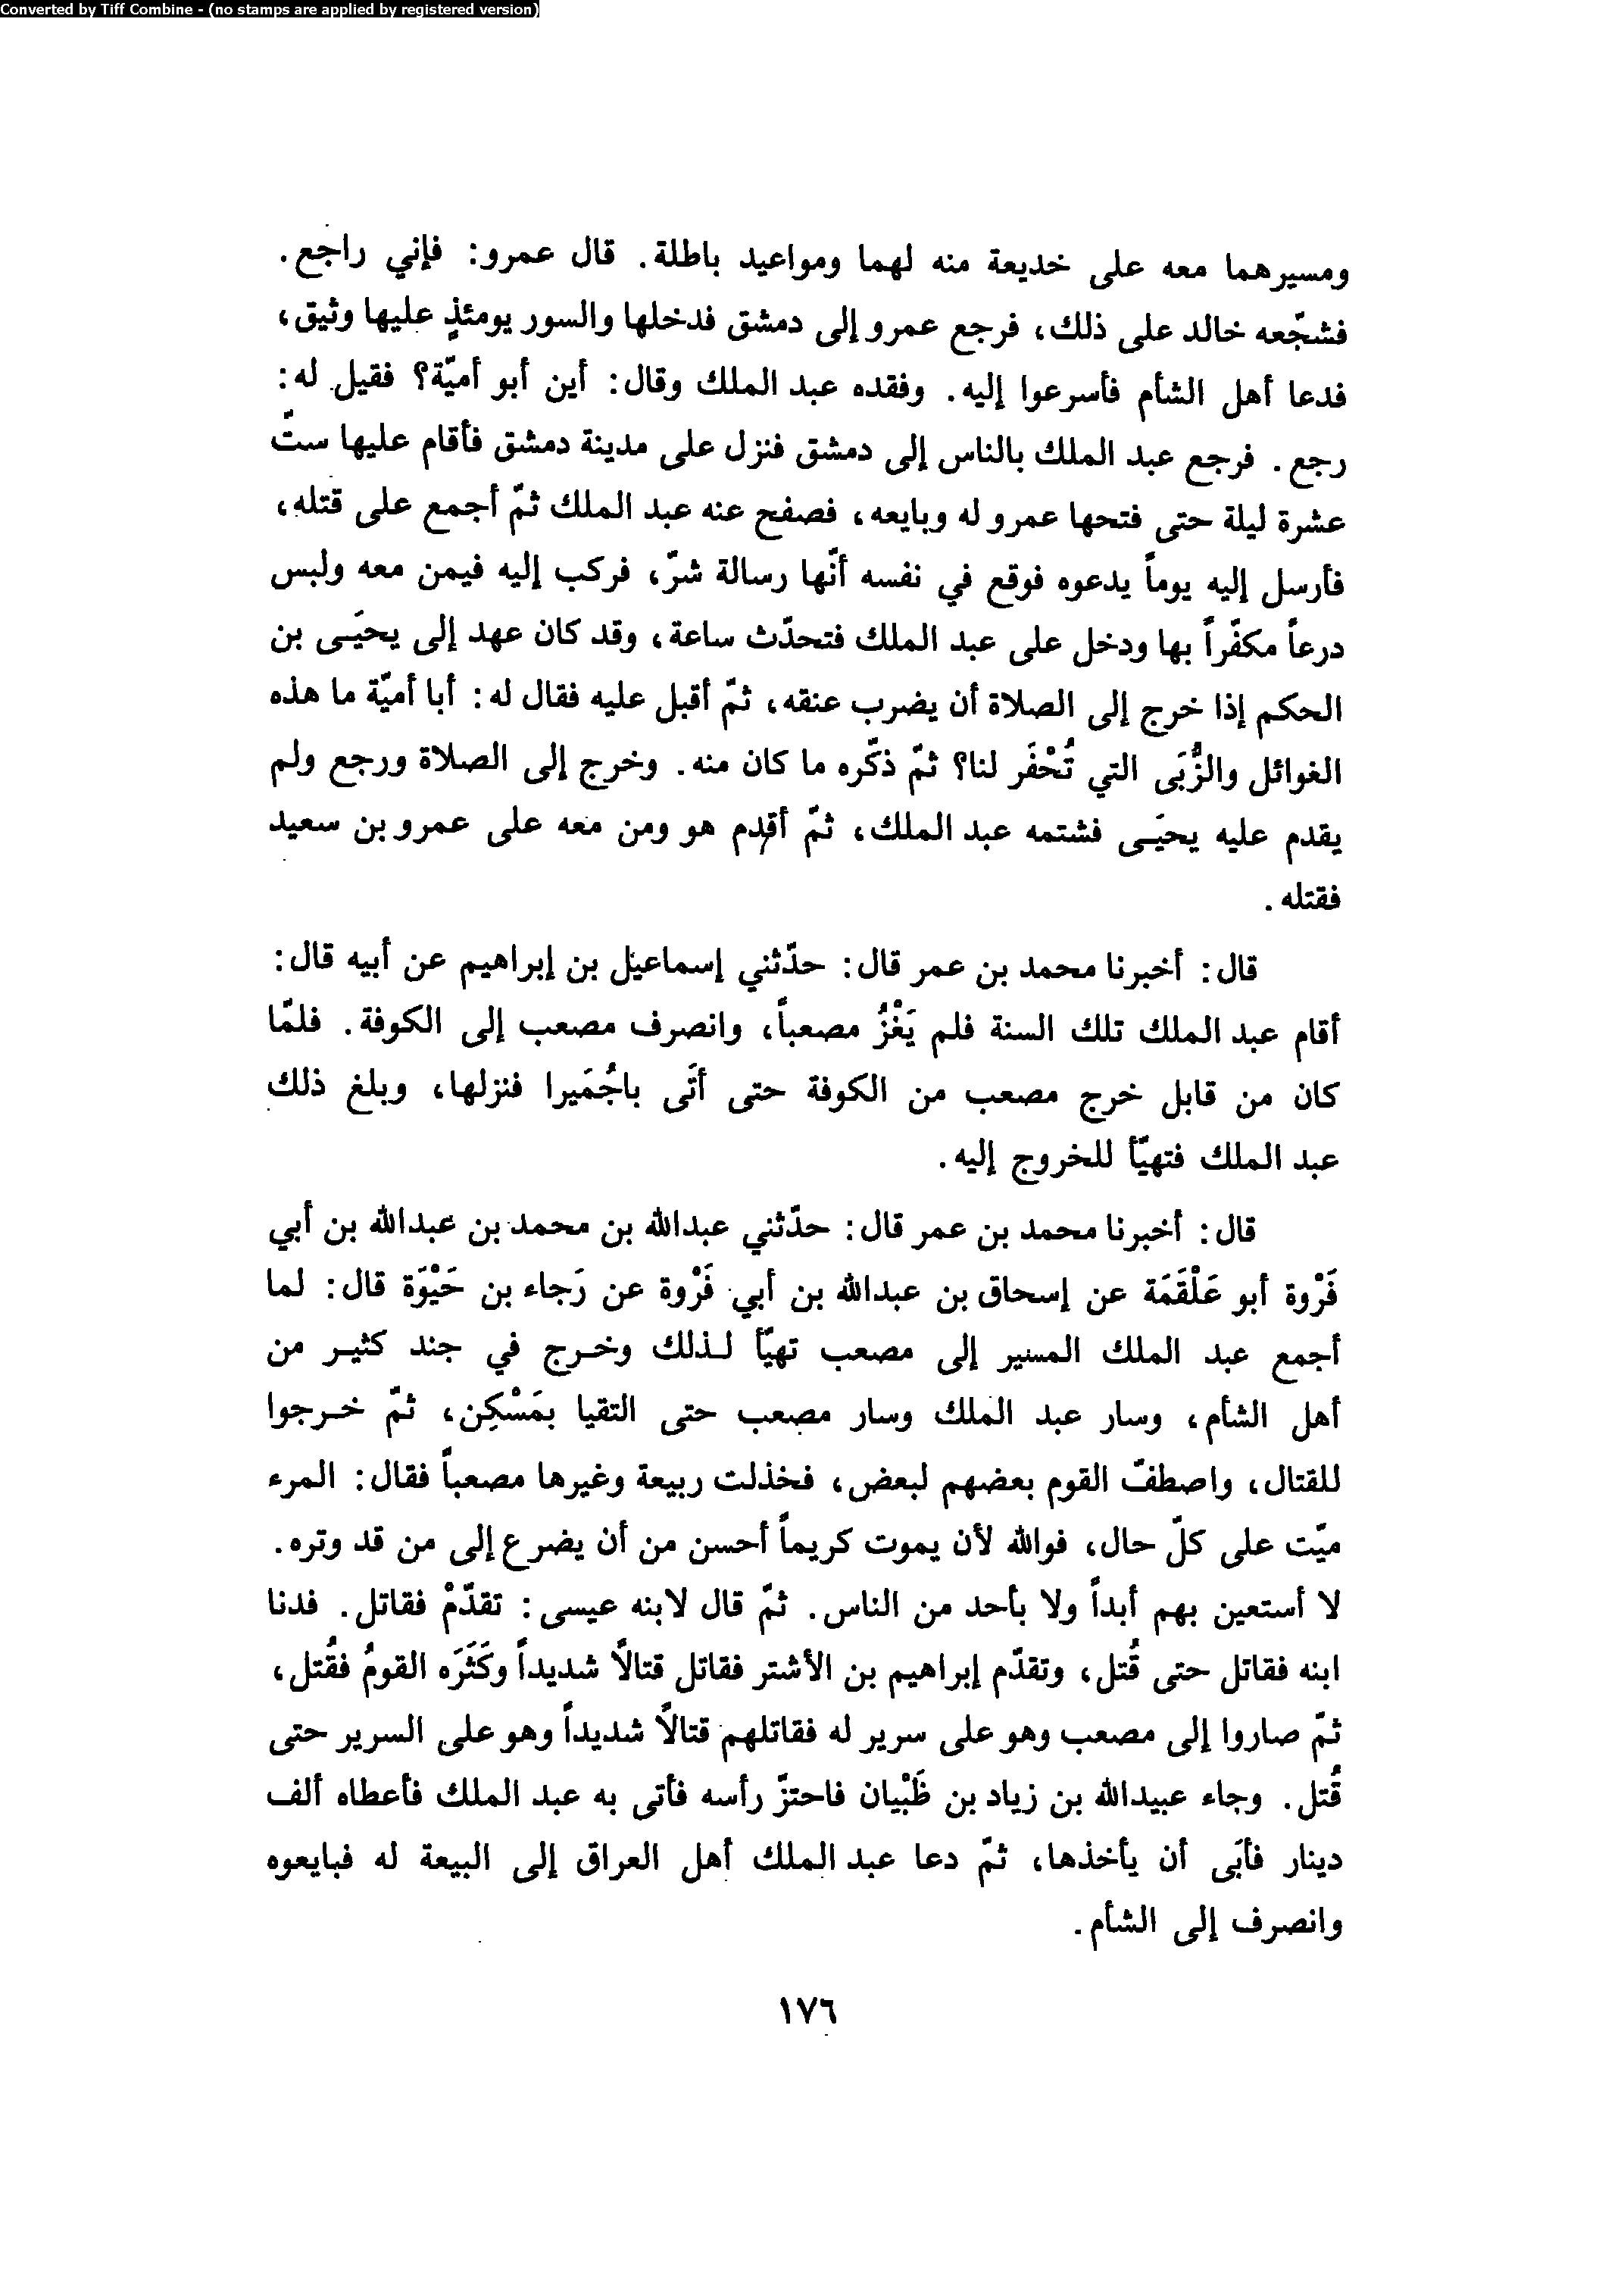 Converted by Tiff Combine - (no stamps are applied by registered version)
ومسيرهما معه على خديعة منه لهما ومواعيد باطلة. قال عمرو: فإني راجع.
فشجّعه خالد على ذلك، فرجع عمرو إلى دمشق فدخلها والسور يومئذٍ عليها وثيق،
فدعا أهل الشأم فأسرعوا إليه. وفقده عبد الملك وقال: أين أبو أميّة؟ فقيل له:
رجع. فرجع عبد الملك بالناس إلى دمشق فنزل على مدينة دمشق فأقام عليها ستّ
عشرة ليلة حتى فتحها عمرو له وبايعه، فصفح عنه عبد الملك ثمّ أجمع على قتله،
فأرسل إليه يوماً يدعوه فوقع في نفسه أنّها رسالة شرّ، فركب إليه فيمن معه ولبس
درعاً مكفّراً بها ودخل على عبد الملك فتحدّث ساعة، وقد كان عهد إلى يحيَى بن
الحكم إذا خرج إلى الصلاة أن يضرب عنقه، ثمّ أقبل عليه فقال له: أبا أميّة ما هذه
الغوائل والزُّبَى التي تُحْفَر لنا؟ ثمّ ذكّره ما كان منه. وخرج إلى الصلاة ورجع ولم
يقدم عليه يحيَى فشتمه عبد الملك، ثمّ أقدم هو ومن معه على عمرو بن سعيد
فقتله.
قال: أخبرنا محمد بن عمر قال: حدّثني إسماعيل بن إبراهيم عن أبيه قال:
أقام عبد الملك تلك السنة فلم يَغْزُ مصعباً، وانصرف مصعب إلى الكوفة. فلمّا
كان من قابل خرج مصعب من الكوفة حتى أتَى باجُمَيرا فنزلها، وبلغ ذلك
عبد الملك فتهيّأ للخروج إليه.
قال: أخبرنا محمد بن عمر قال: حدّثني عبدالله بن محمد بن عبدالله بن أبي
فَرْوة أبو عَلْقَمَة عن إسحاق بن عبدالله بن أبي فَرْوة عن رَجاء بن حَيْوَة قال: لما
أجمع عبد الملك المسير إلى مصعب تهيّأ لذلك وخرج في جند كثير من
أهل الشأم، وسار عبد الملك وسار مصعب حتى التقيا بمَسْكِن، ثمّ خرجوا
للقتال، واصطفّ القوم بعضهم لبعض، فخذلت ربيعة وغيرها مصعباً فقال: المرء
ميّت على كلّ حال، فوالله لأن يموت كريماً أحسن من أن يضرع إلى من قد وتره.
لا أستعين بهم أبداً ولا بأحد من الناس. ثمّ قال لابنه عيسى: تقدّمْ فقاتل. فدنا
ابنه فقاتل حتى قُتل، وتقدّم إبراهيم بن الأشتر فقاتل قتالاً شديداً وكَثَرَه القومُ فقُتل،
ثمّ صاروا إلى مصعب وهو على سرير له فقاتلهم قتالاً شديداً وهو على السرير حتى
قُتل. وجاء عبيدالله بن زياد بن ظَبْيان فاحتزّ رأسه فأتى به عبد الملك فأعطاه ألف
دينار فأبَى أن يأخذها، ثمّ دعا عبد الملك أهل العراق إلى البيعة له فبايعوه
وانصرف إلى الشأم.
١٧٦